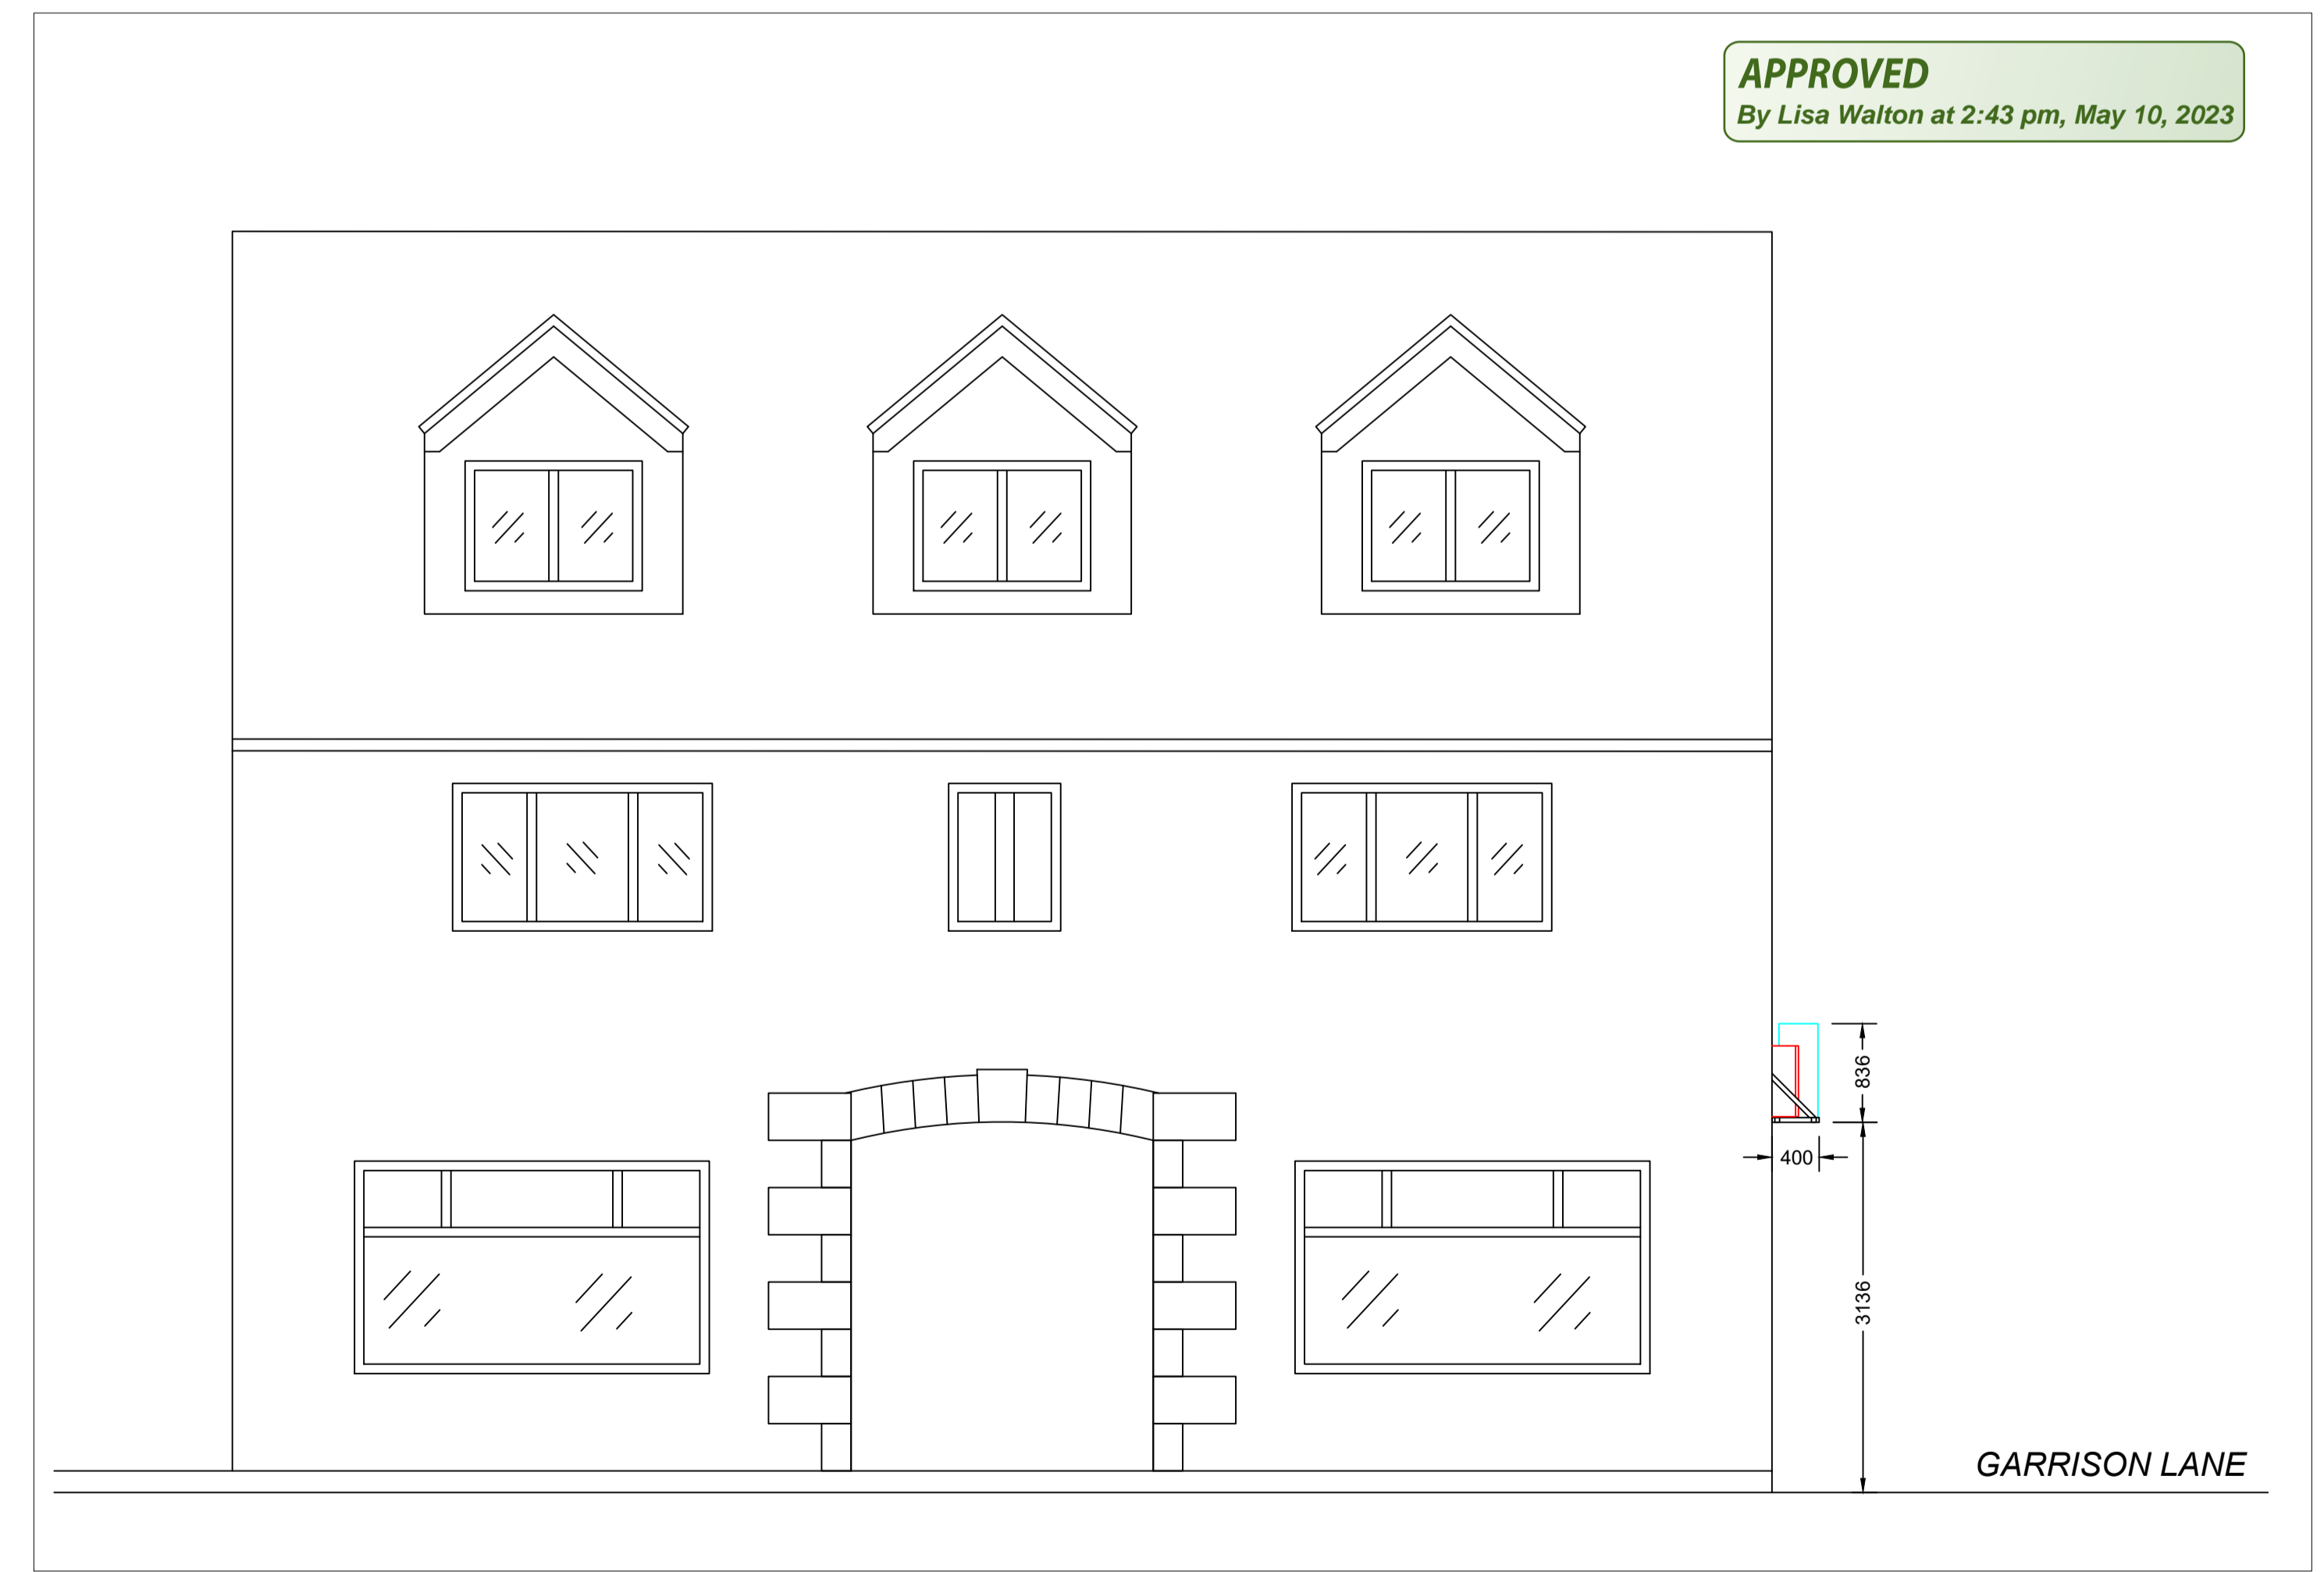 APPROVED
By Lisa Walton at 2:43 pm, May 10, 2023
836
400
3136
GARRISON LANE